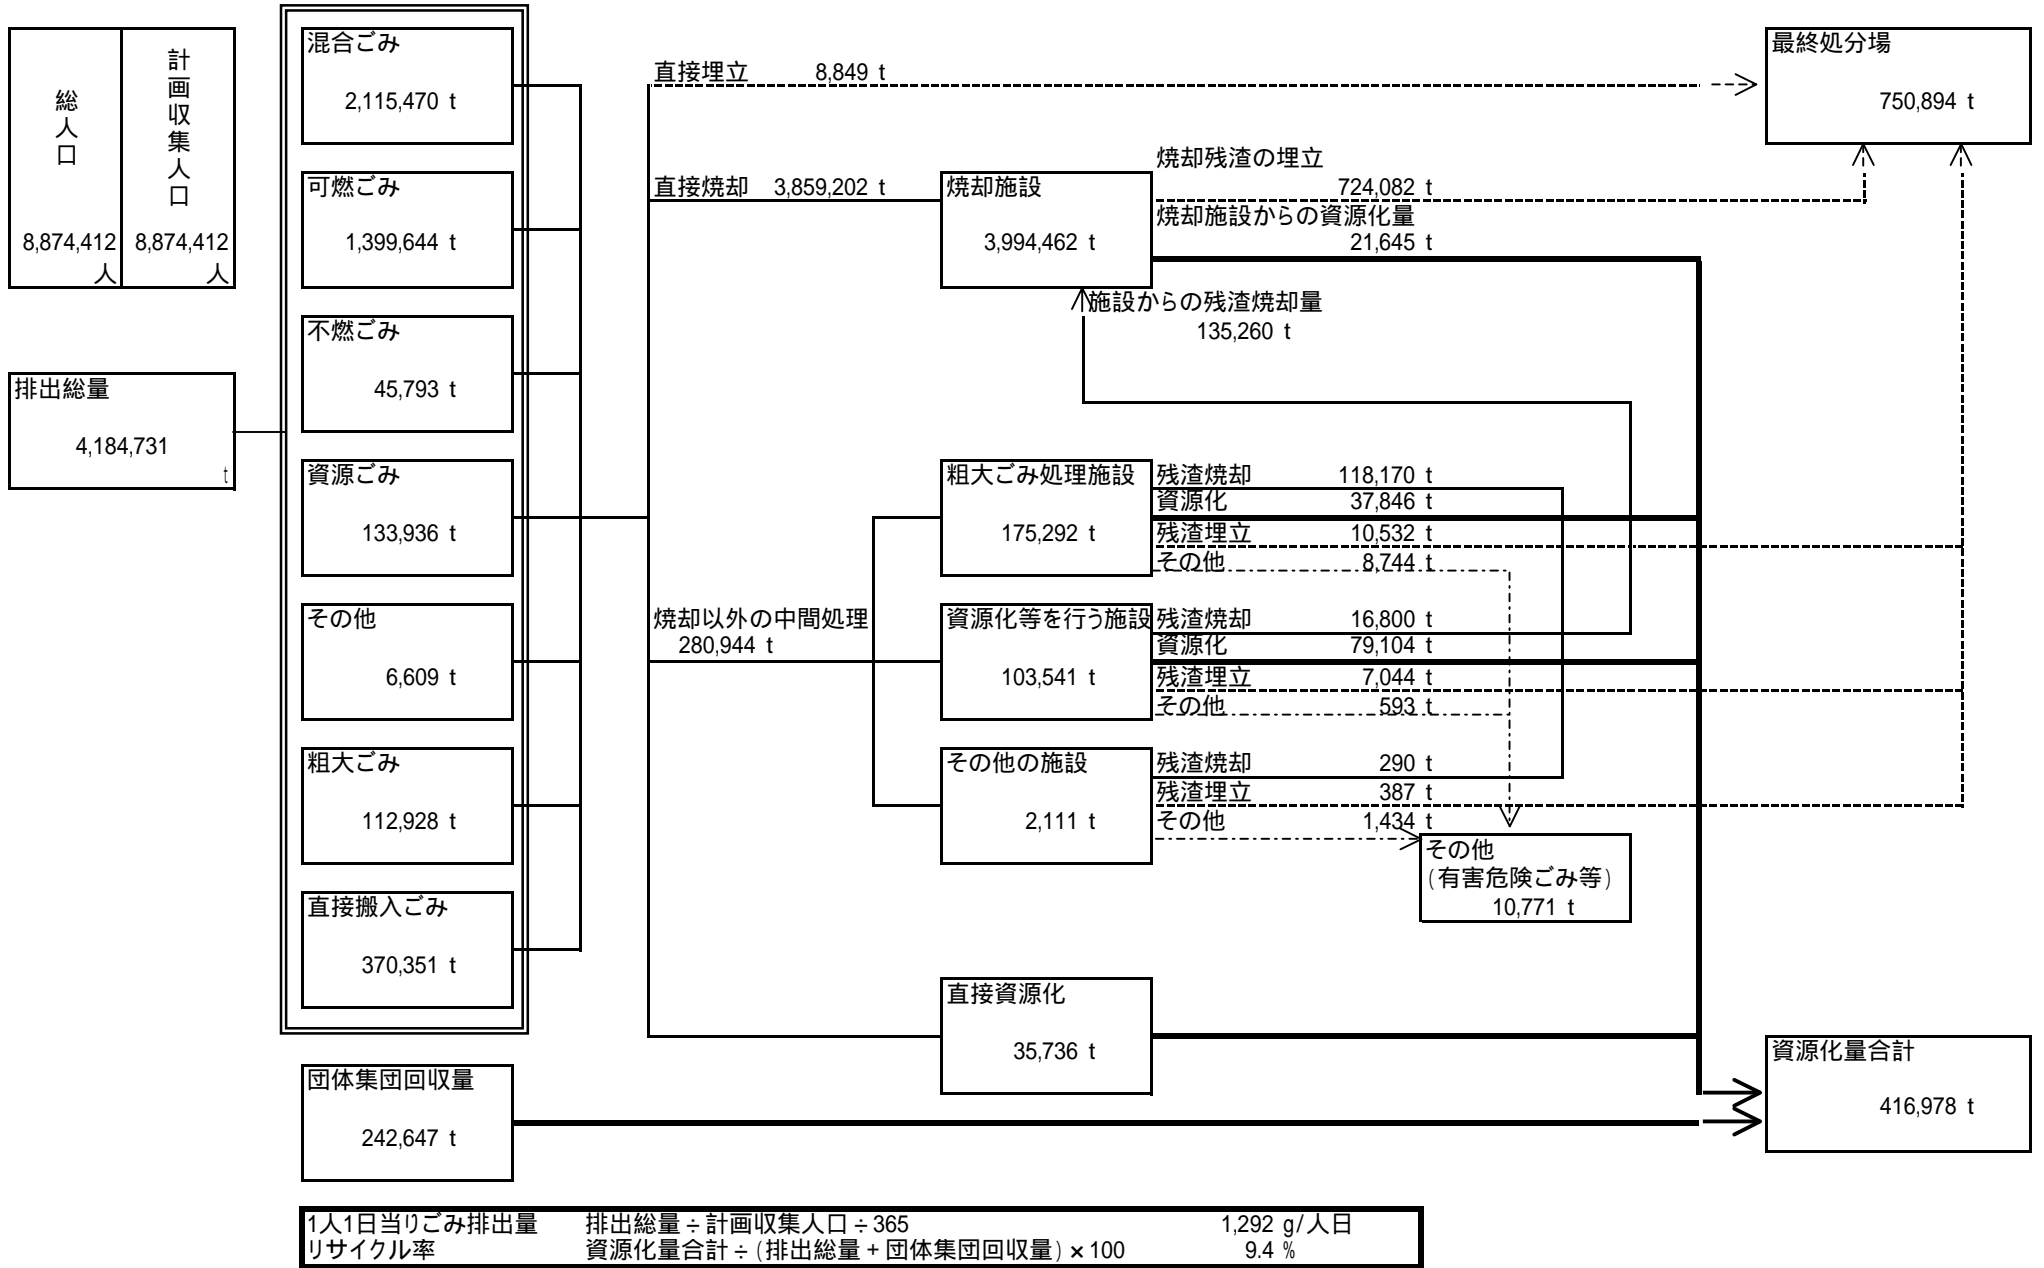 総人口
8,874,412
人
計画収集人口
8,874,412
人
排出総量
4,184,731
t
混合ごみ
2,115,470 t
可燃ごみ
1,399,644 t
不燃ごみ
45,793 t
資源ごみ
133,936 t
その他
6,609 t
粗大ごみ
112,928 t
直接搬入ごみ
370,351 t
団体集団回収量
242,647 t
直接埋立 8,849 t
直接焼却 3,859,202 t
焼却以外の中間処理
280,944 t
焼却施設
3,994,462 t
焼却残渣の埋立
724,082 t
焼却施設からの資源化量
21,645 t
施設からの残渣焼却量
135,260 t
粗大ごみ処理施設
175,292 t
残渣焼却 118,170 t
資源化 37,846 t
残渣埋立 10,532 t
その他 8,744 t
資源化等を行う施設
103,541 t
残渣焼却 16,800 t
資源化 79,104 t
残渣埋立 7,044 t
その他 593 t
その他の施設
2,111 t
残渣焼却 290 t
残渣埋立 387 t
その他 1,434 t
その他
(有害危険ごみ等)
10,771 t
直接資源化
35,736 t
最終処分場
750,894 t
資源化量合計
416,978 t
1人1日当りごみ排出量 排出総量÷計画収集人口÷365 1,292 g/人日
リサイクル率 資源化量合計÷(排出総量+団体集団回収量)×100 9.4 %